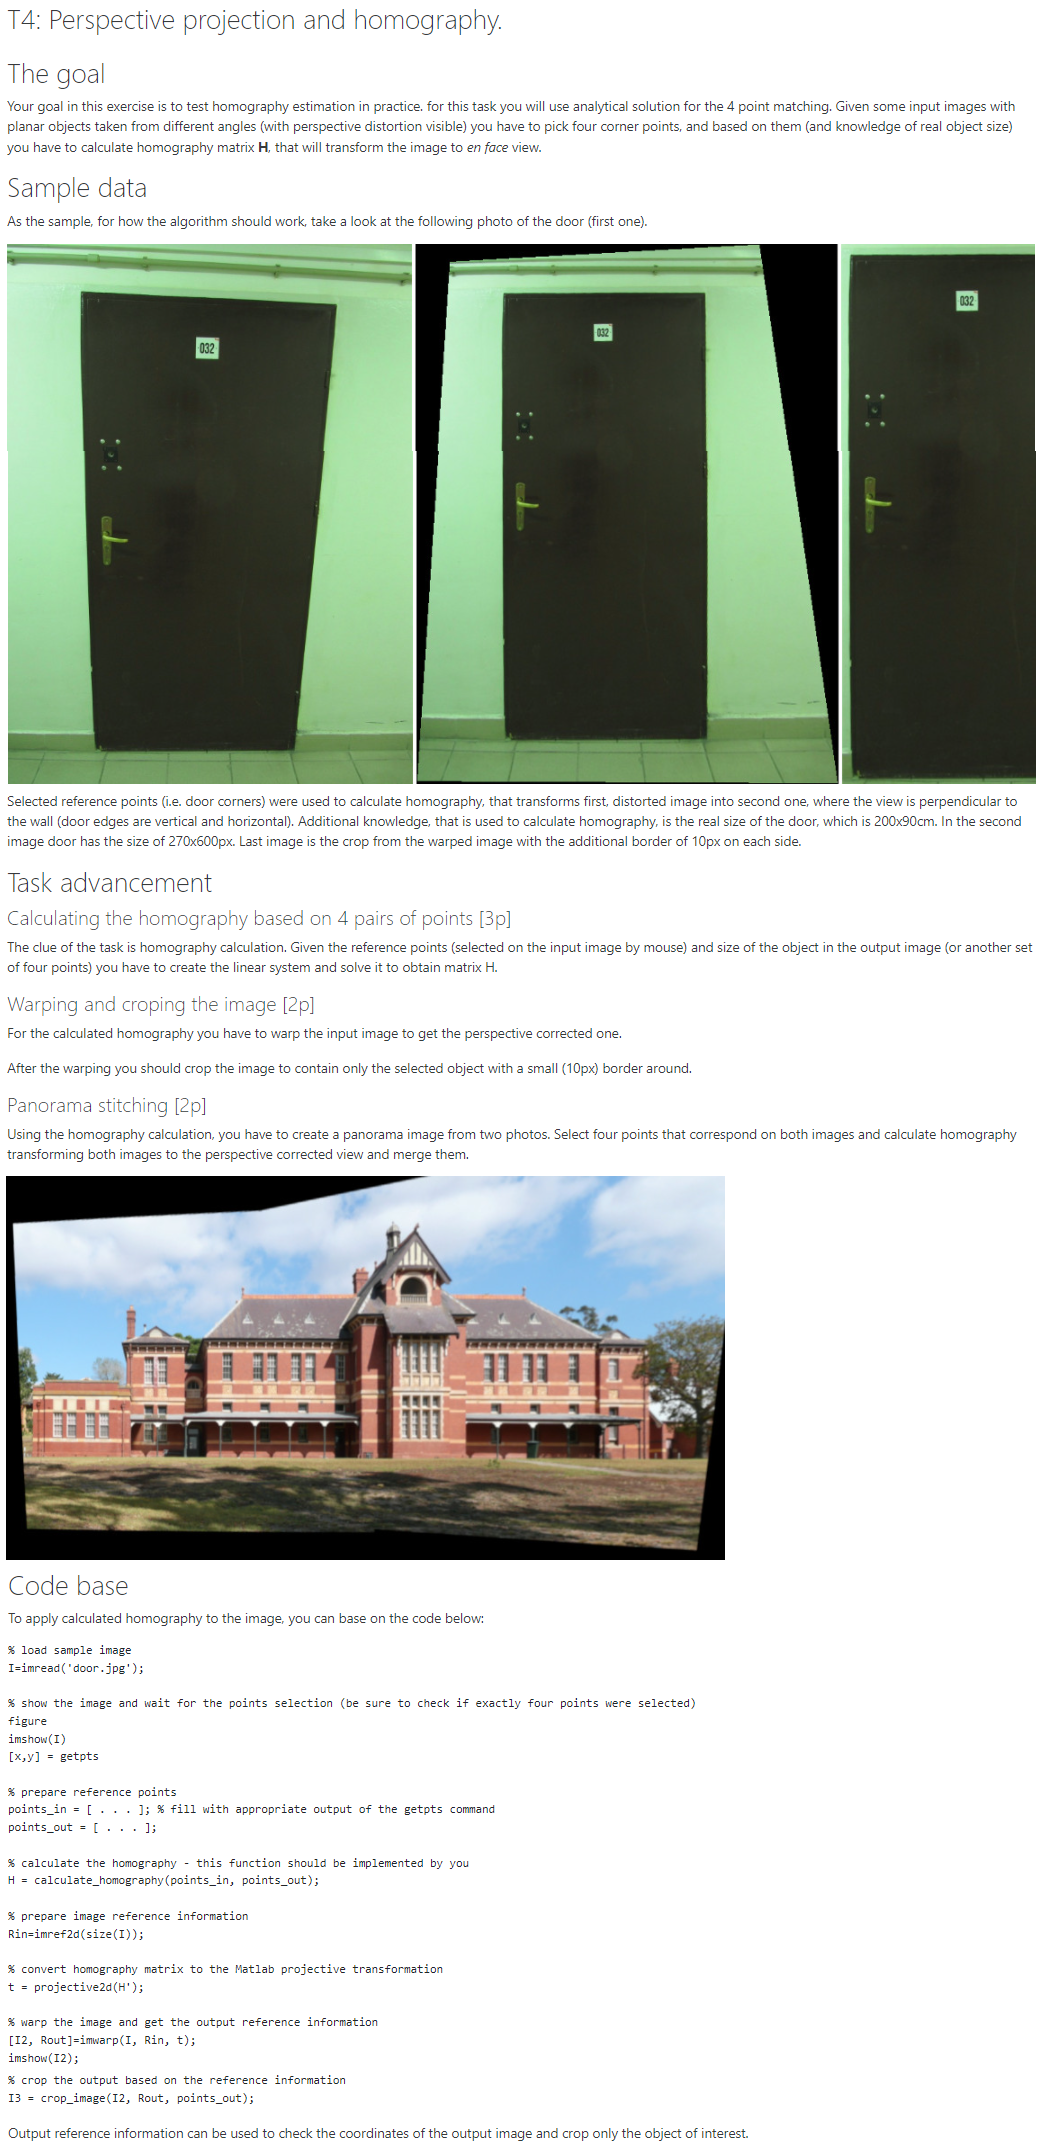 T4: Perspective projection and homography.
The goal
Your goal in this exercise is to test homography estimation in practice. for this task you will use analytical solution for the 4 point matching. Given some input images with
planar objects taken from different angles (with perspective distortion visible) you have to pick four corner points, and based on them (and knowledge of real object size)
you have to calculate homography matrix H, that will transform the image to en face view.
Sample data
As the sample, for how the algorithm should work, take a look at the following photo of the door (first one).
032
032
032
Selected reference points (i.e. door corners) were used to calculate homography, that transforms first, distorted image into second one, where the view is perpendicular to
the wall (door edges are vertical and horizontal). Additional knowledge, that is used to calculate homography, is the real size of the door, which is 200x90cm. In the second
image door has the size of 270x600px. Last image is the crop from the warped image with the additional border of 10px on each side.
Task advancement
Calculating the homography based on 4 pairs of points [3p]
The clue of the task is homography calculation. Given the reference points (selected on the input image by mouse) and size of the object in the output image (or another set
of four points) you have to create the linear system and solve it to obtain matrix H.
Warping and croping the image [2p]
For the calculated homography you have to warp the input image to get the perspective corrected one.
After the warping you should crop the image to contain only the selected object with a small (10px) border around.
Panorama stitching [2p]
Using the homography calculation, you have to create a panorama image from two photos. Select four points that correspond on both images and calculate homography
transforming both images to the perspective corrected view and merge them.
Code base
To apply calculated homography to the image, you can base on the code below:
% load sample image
I=imread('door.jpg');
% show the image and wait for the points selection (be sure to check if exactly four points were selected)
figure
imshow(I)
[x,y] = getpts
% prepare reference points
points_in = [ . . . ]; % fill with appropriate output of the getpts command
points_out = [ . . . ];
% calculate the homography - this function should be implemented by you
H = calculate_homography(points_in, points_out);
% prepare image reference information
Rin=imref2d(size(I));
% convert homography matrix to the Matlab projective transformation
t = projective2d(H');
% warp the image and get the output reference information
[I2, Rout]=imwarp(I, Rin, t);
imshow(I2);
% crop the output based on the reference information
I3 = crop_image(I2, Rout, points_out);
Output reference information can be used to check the coordinates of the output image and crop only the object of interest.